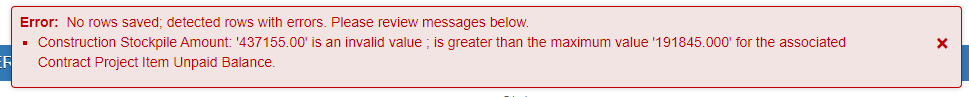 Error: No rows saved; detected rows with errors. Please review messages below.
Construction Stockpile Amount: '437155.00' is an invalid value ; is greater than the maximum value '191845.000' for the associated
Contract Project Item Unpaid Balance.